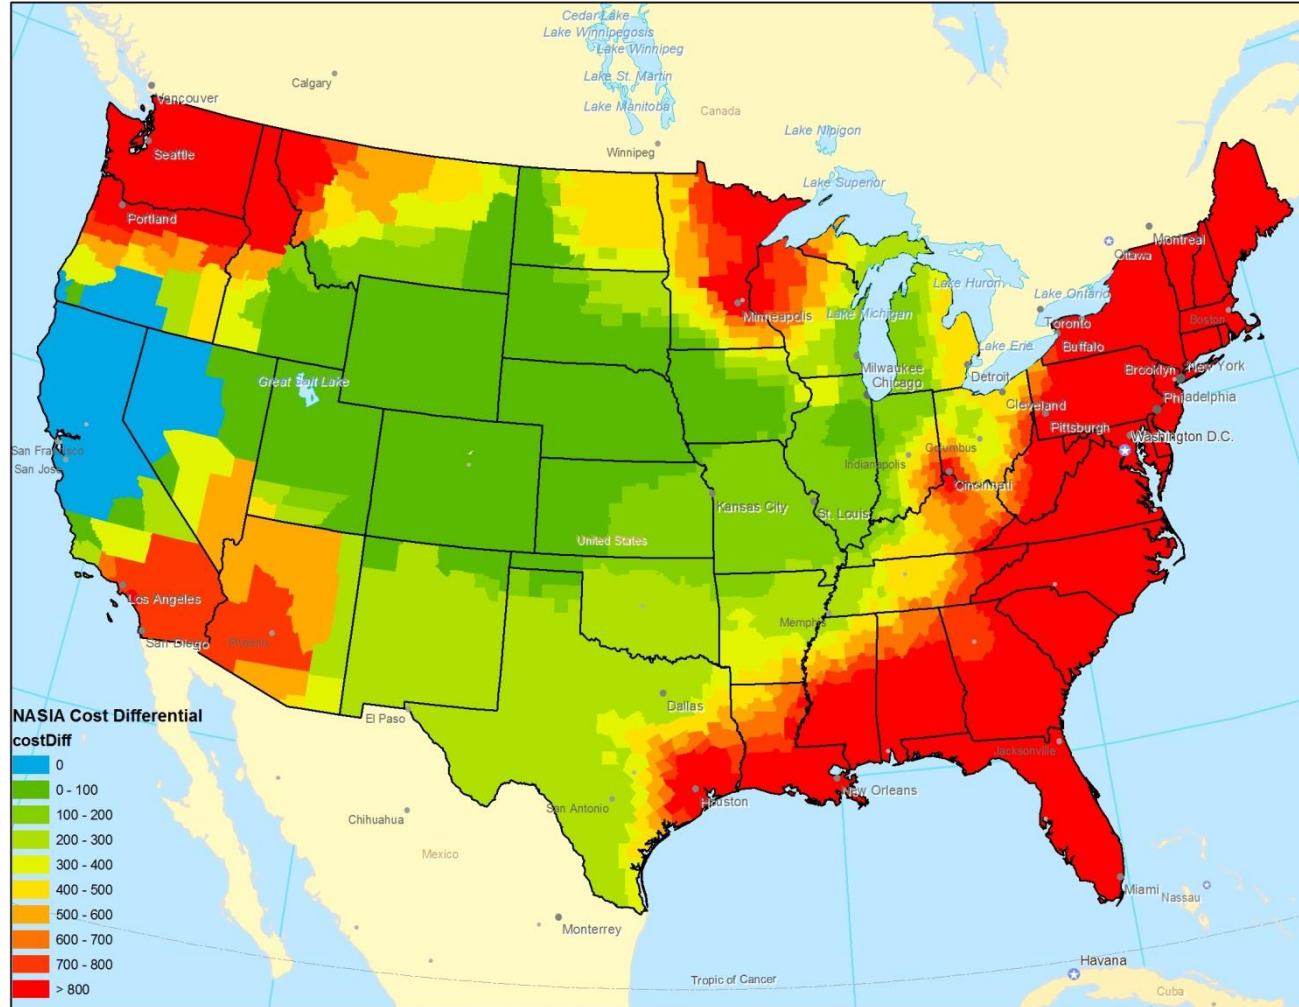 Cedar Lake
Lake Winnipegosis
Lake Winnipeg
Lake St. Martin
Lake Manitoba
Calgary
Vancouver
Canada
Lake Nipigon
Winnipeg
Seattle
Lake Superior
Portland
Montreal
Ottawa
Lake Huron
Lake Ontario
Minneapolis
Lake Michigan
Toronto
Boston
Buffalo
Lake Erie
Milwaukee
Chicago
Detroit
Brooklyn
New York
Great Salt Lake
Philadelphia
Cleveland
Pittsburgh
Washington D.C.
San Francisco
San Jose
Columbus
Indianapolis
Cincinnati
Kansas City
St. Louis
United States
Los Angeles
Memphis
San Diego
Phoenix
Dallas
El Paso
Jacksonville
New Orleans
Houston
San Antonio
Chihuahua
Mexico
Miami
Nassau
Monterrey
Havana
Tropic of Cancer
Cuba
NASIA Cost Differential
costDiff
0
0 - 100
100 - 200
200 - 300
300 - 400
400 - 500
500 - 600
600 - 700
700 - 800
> 800